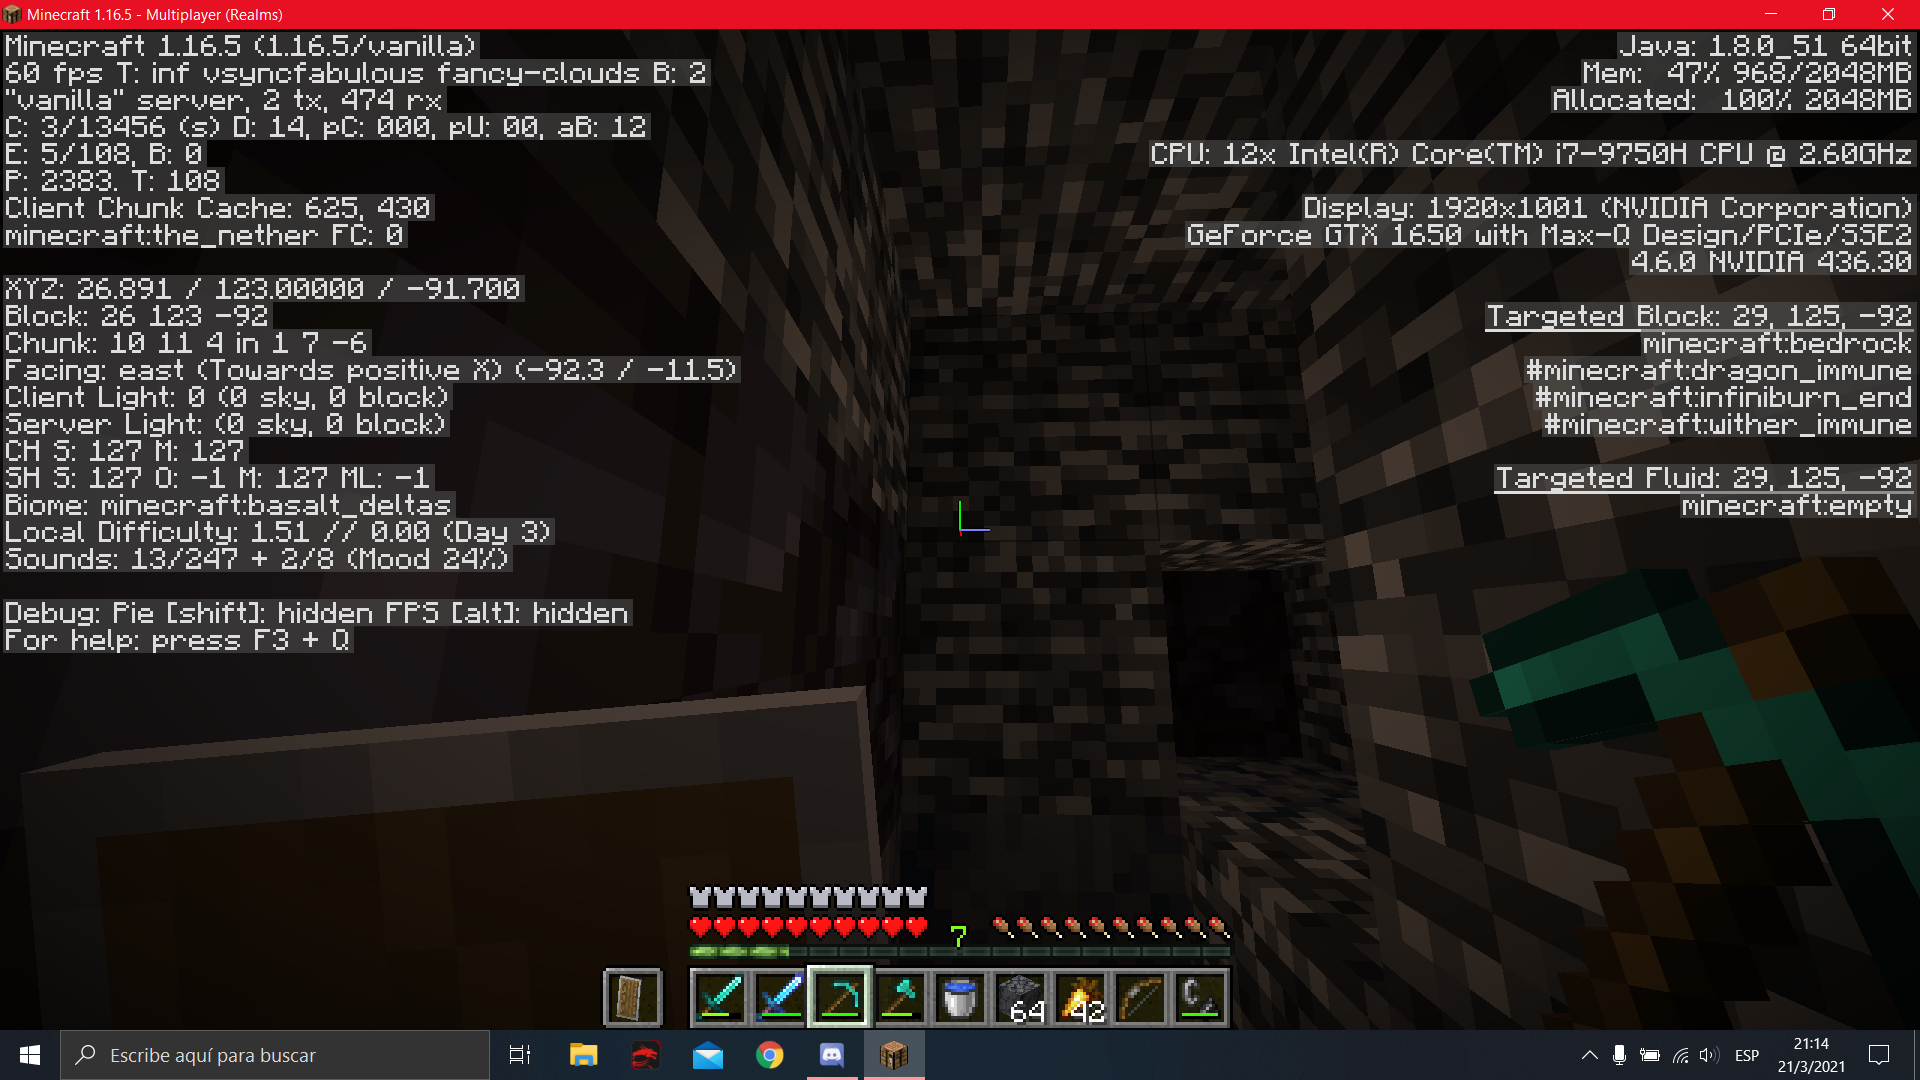 Minecraft 1.16.5 - Multiplayer (Realms)
Minecraft 1.16.5 (1.16.5/vanilla)
60 fps T: inf vsyncfabulous fancy-clouds B: 2
"vanilla" server, 2 tx, 474 rx
C: 3/13456 (s) D: 14, pC: 000, pU: 00, aB: 12
E: 5/108, B: 0
P: 2383. T: 108
Client Chunk Cache: 625, 430
minecraft:the_nether FC: 0
XYZ: 26.891 / 123.00000 / -91.700
Block: 26 123 -92
Chunk: 10 11 4 in 1 7 -6
Facing: east (Towards positive X) (-92.3 / -11.5)
Client Light: 0 (0 sky, 0 block)
Server Light: (0 sky, 0 block)
CH S: 127 M: 127
SH S: 127 O: -1 M: 127 ML: -1
Biome: minecraft:basalt_deltas
Local Difficulty: 1.51 // 0.00 (Day 3)
Sounds: 13/247 + 2/8 (Mood 24%)
Debug: Pie [shift]: hidden FPS [alt]: hidden
For help: press F3 + Q
Java: 1.8.0_51 64bit
Mem: 47% 968/2048MB
Allocated: 100% 2048MB
CPU: 12x Intel(R) Core(TM) i7-9750H CPU @ 2.60GHz
Display: 1920x1001 (NVIDIA Corporation)
GeForce GTX 1650 with Max-Q Design/PCIe/SSE2
4.6.0 NVIDIA 436.30
Targeted Block: 29, 125, -92
minecraft:bedrock
#minecraft:dragon_immune
#minecraft:infiniburn_end
#minecraft:wither_immune
Targeted Fluid: 29, 125, -92
minecraft:empty
7
64
42
Escribe aquí para buscar
ESP
21:14
21/3/2021